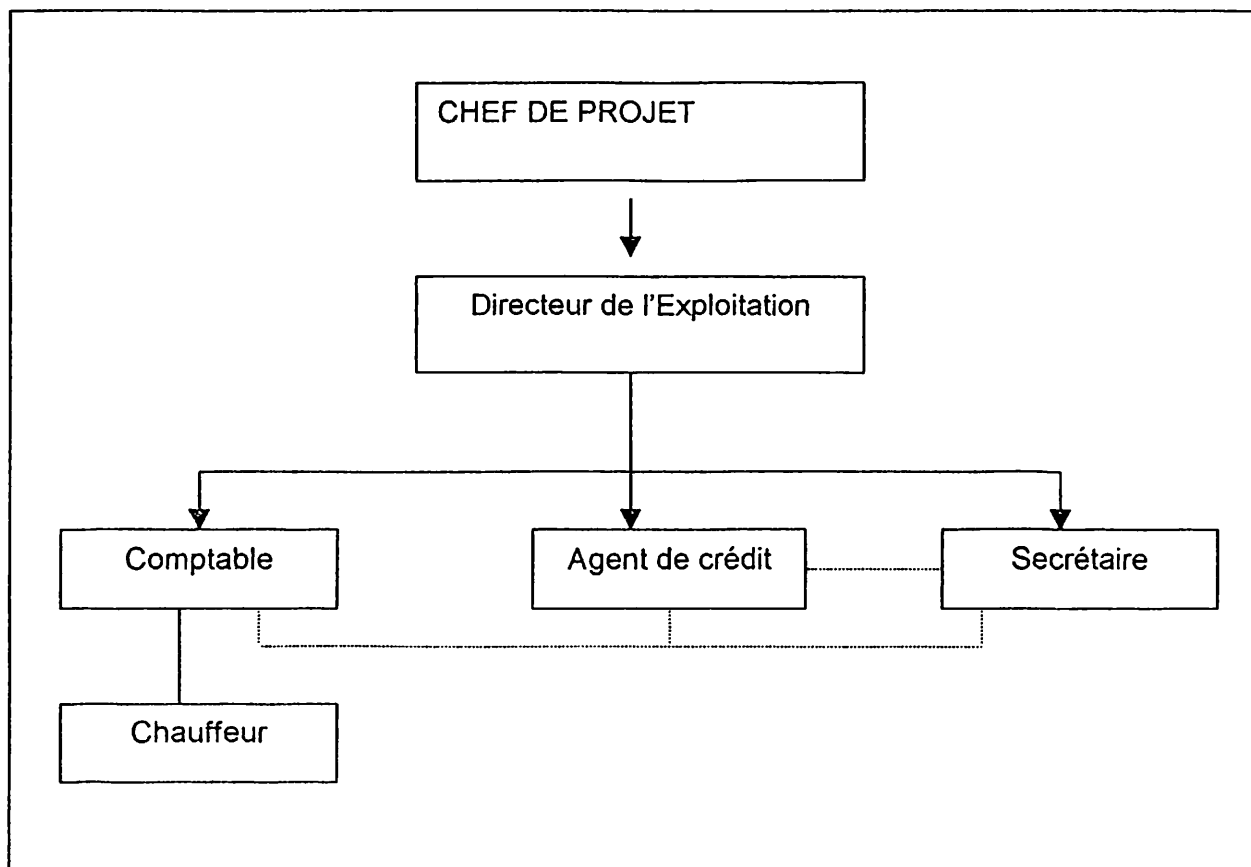 CHEF DE PROJET
Directeur de l'Exploitation
Comptable
Agent de crédit
Secrétaire
Chauffeur